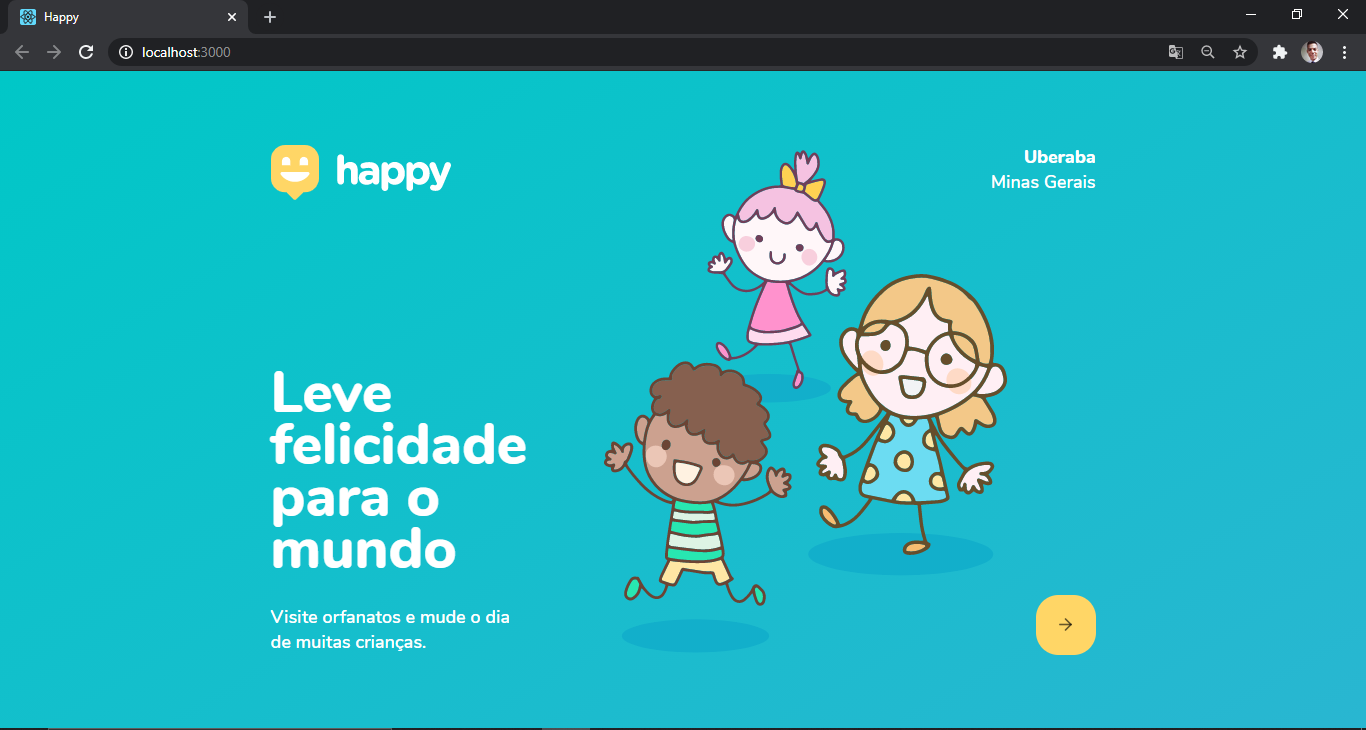 Happy
localhost:3000
happy
Uberaba
Minas Gerais
Leve
felicidade
para o
mundo
Visite orfanatos e mude o dia
de muitas crianças.